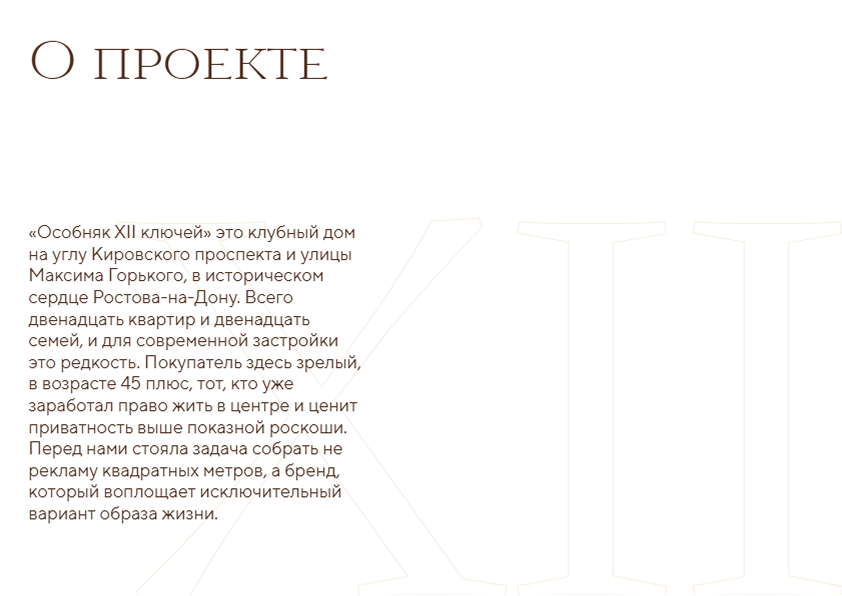 О ПРОЕКТЕ
«Особняк XII ключей» это клубный дом
на углу Кировского проспекта и улицы
Максима Горького, в историческом
сердце Ростова-на-Дону. Всего
двенадцать квартир и двенадцать
семей, и для современной застройки
это редкость. Покупатель здесь зрелый,
в возрасте 45 плюс, тот, кто уже
заработал право жить в центре и ценит
приватность выше показной роскоши.
Перед нами стояла задача собрать не
рекламу квадратных метров, а бренд,
который воплощает исключительный
вариант образа жизни.
XII